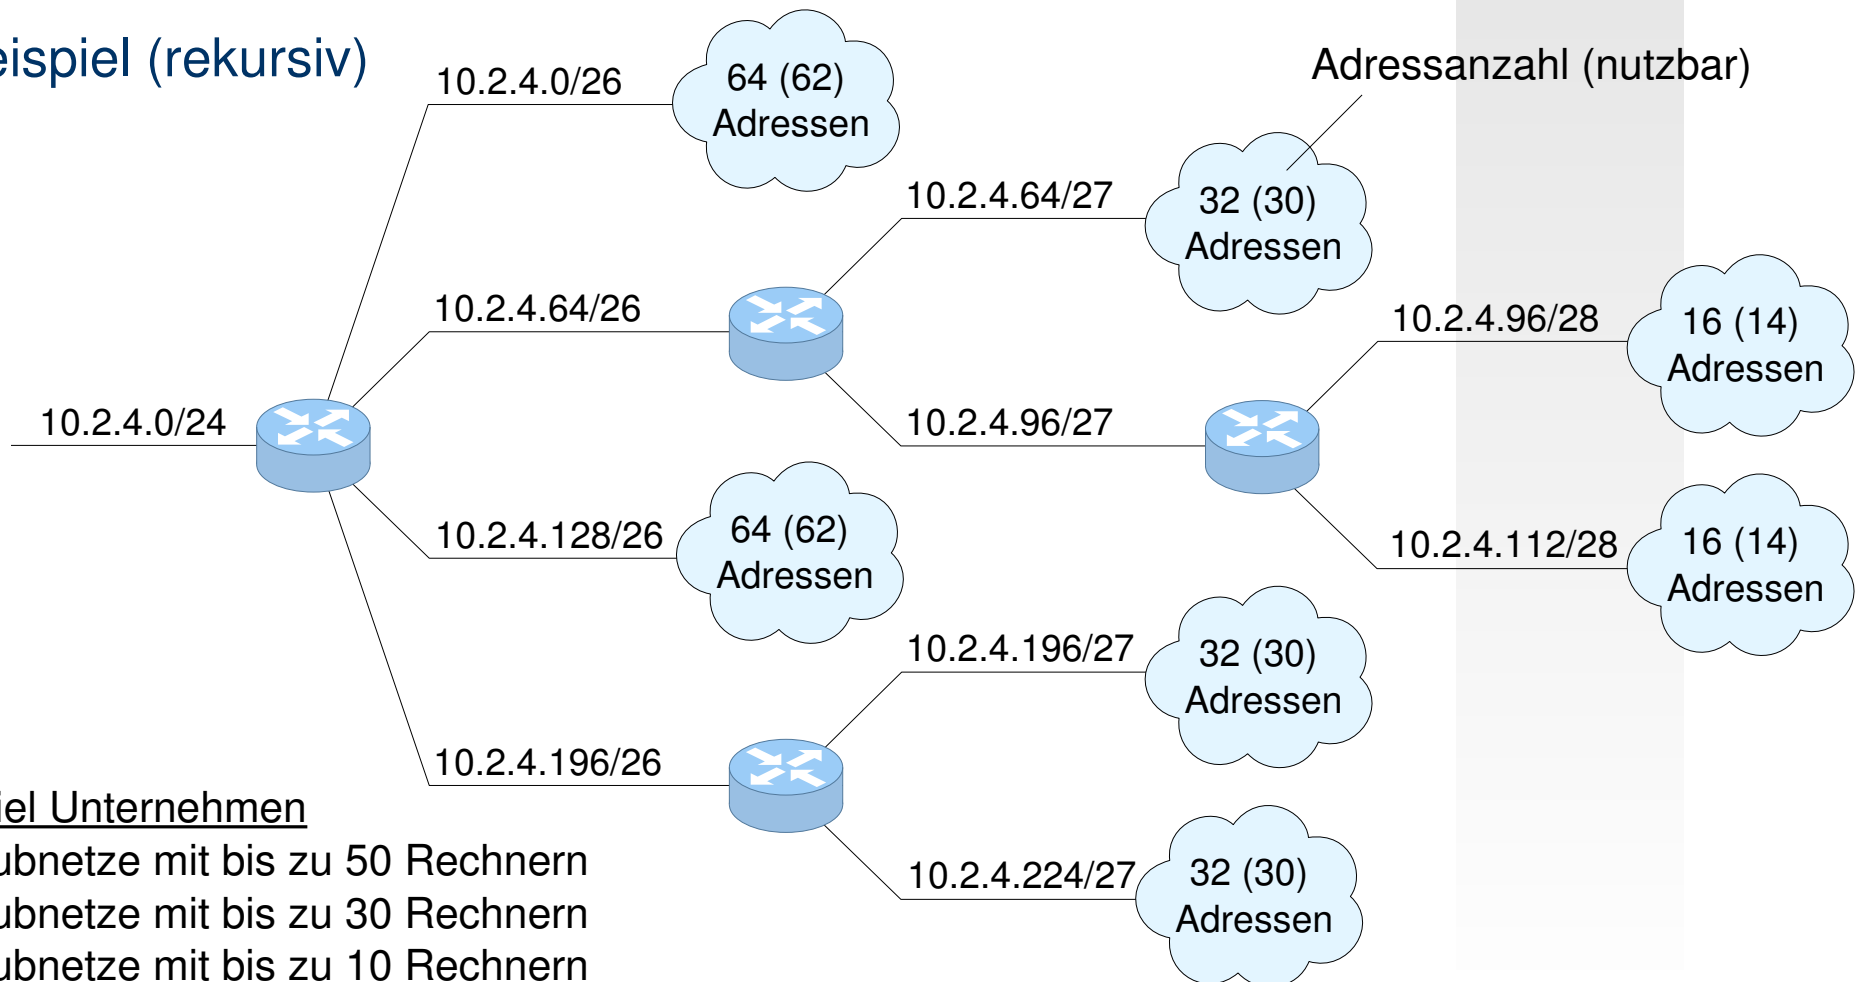 eispiel (rekursiv)
Adressanzahl (nutzbar)
10.2.4.0/26
64 (62)
Adressen
10.2.4.64/27
32 (30)
Adressen
10.2.4.64/26
10.2.4.96/28
16 (14)
Adressen
10.2.4.0/24
10.2.4.96/27
10.2.4.128/26
64 (62)
Adressen
10.2.4.112/28
16 (14)
Adressen
10.2.4.196/27
32 (30)
Adressen
10.2.4.196/26
10.2.4.224/27
32 (30)
Adressen
iel Unternehmen
ubnetze mit bis zu 50 Rechnern
ubnetze mit bis zu 30 Rechnern
ubnetze mit bis zu 10 Rechnern